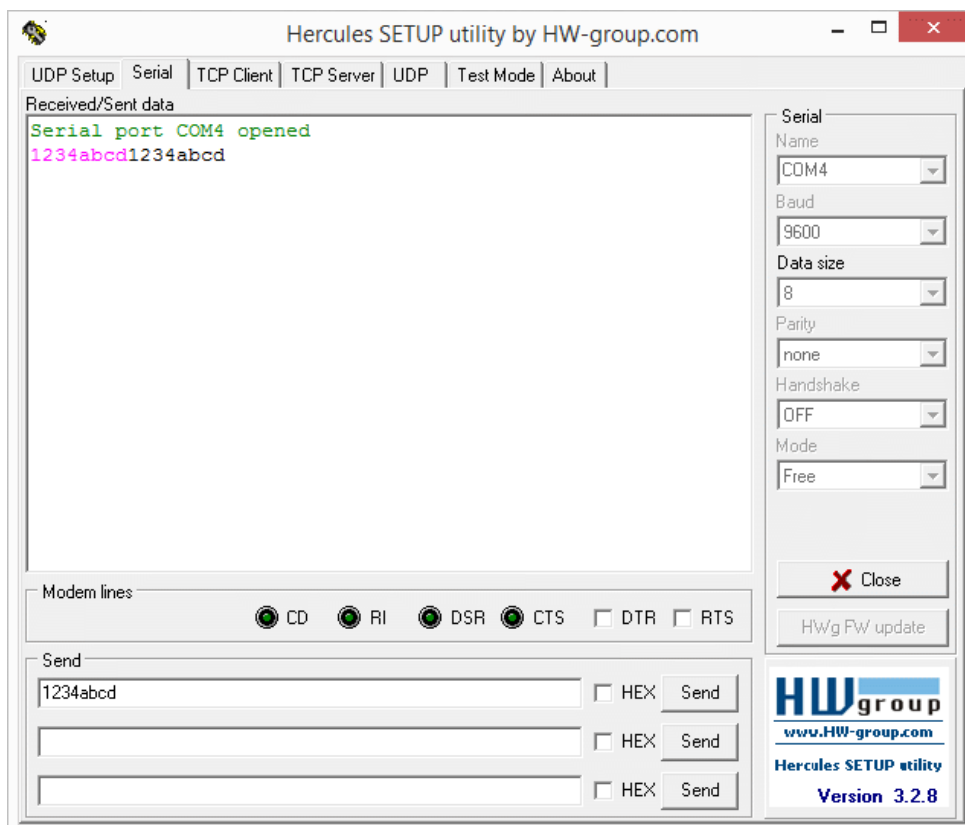 Hercules SETUP utility by HW-group.com
UDP Setup Serial TCP Client TCP Server UDP Test Mode About
Received/Sent data
Serial port COM4 opened
1234abcd1234abcd
Serial
Name
COM4
Baud
9600
Data size
8
Parity
none
Handshake
OFF
Mode
Free
Close
HWg FW update
Modem lines
CD RI DSR CTS DTR RTS
Send
1234abcd HEX Send
HEX Send
HEX Send
HW group
www.HW-group.com
Hercules SETUP utility
Version 3.2.8